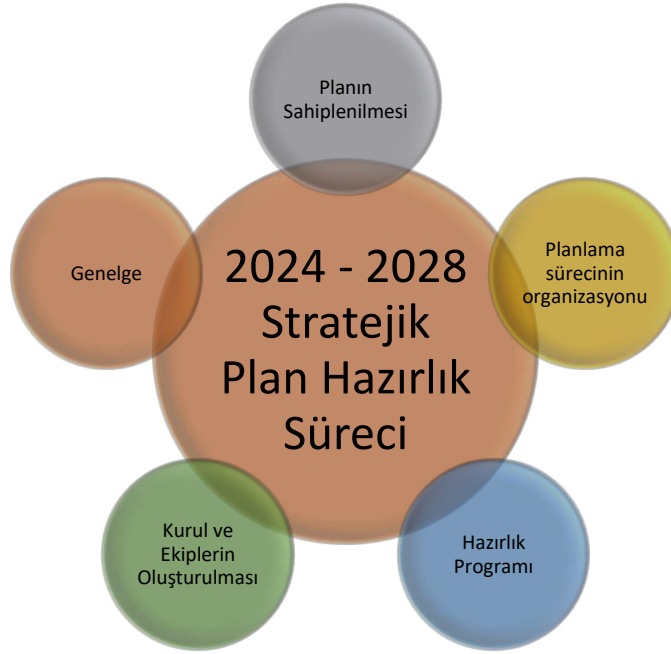 Planın
Sahiplenilmesi
Genelge
Planlama
sürecinin
organizasyonu
2024 - 2028
Stratejik
Plan Hazırlık
Süreci
Kurul ve
Ekiplerin
Oluşturulması
Hazırlık
Programı